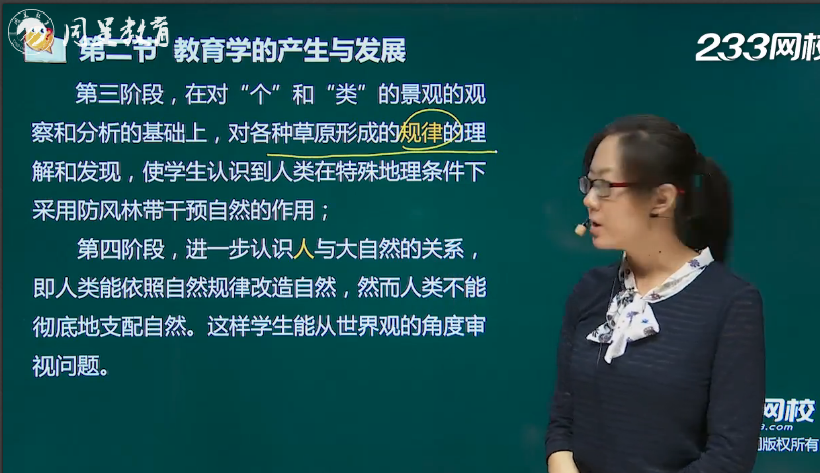 同是教育
第二节 教育学的产生与发展
233网校
第三阶段，在对“个”和“类”的景观的观
察和分析的基础上，对各种草原形成的规律的理
解和发现，使学生认识到人类在特殊地理条件下
采用防风林带干预自然的作用；
第四阶段，进一步认识人与大自然的关系，
即人类能依照自然规律改造自然，然而人类不能
彻底地支配自然。这样学生能从世界观的角度审
视问题。
网校
3.com
版权所有